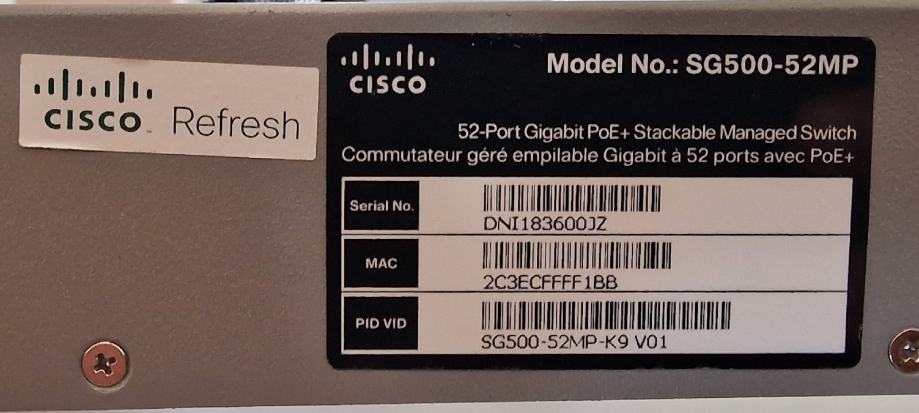 CISCO Refresh
CISCO
Model No.: SG500-52MP
52-Port Gigabit PoE+ Stackable Managed Switch
Commutateur géré empilable Gigabit à 52 ports avec PoE+
Serial No.
DNI183600JZ
MAC
2C3ECFFFF1BB
PID VID
SG500-52MP-K9 V01